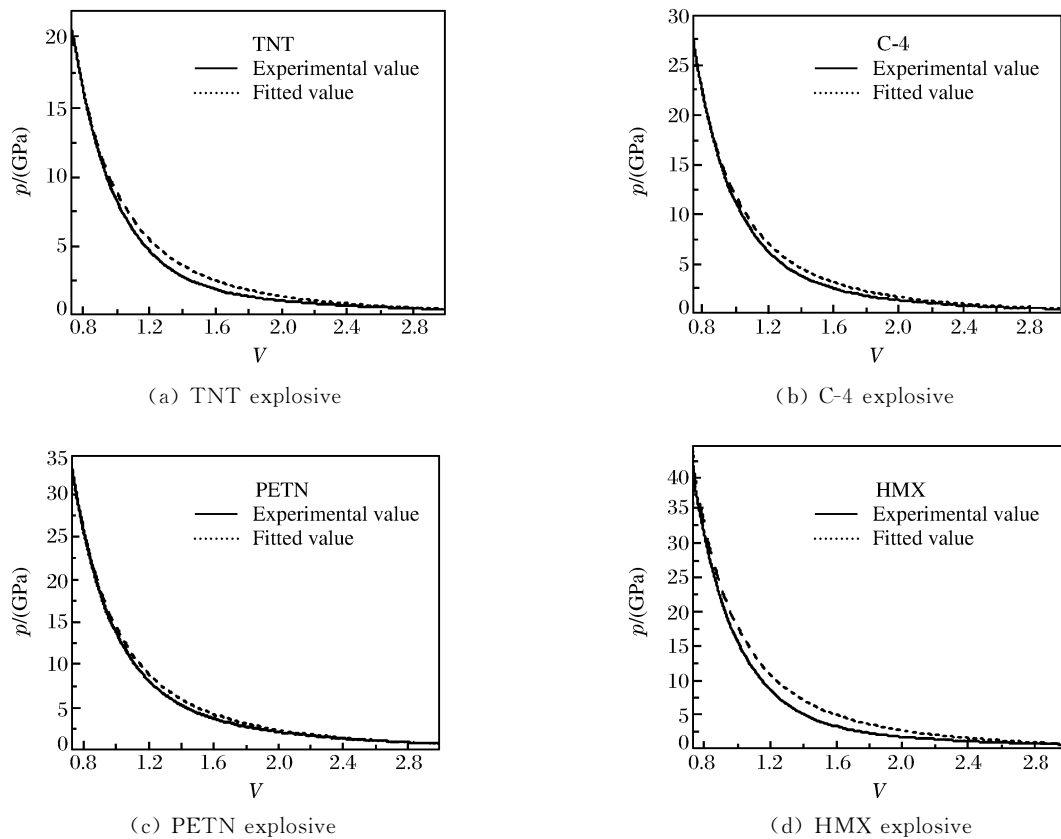 20
15
10
5
0
p/(GPa)
TNT
Experimental value
Fitted value
0.8 1.2 1.6 2.0 2.4 2.8
V
(a) TNT explosive
30
25
20
15
10
5
0
p/(GPa)
C-4
Experimental value
Fitted value
0.8 1.2 1.6 2.0 2.4 2.8
V
(b) C-4 explosive
35
30
25
20
15
10
5
0
p/(GPa)
PETN
Experimental value
Fitted value
0.8 1.2 1.6 2.0 2.4 2.8
V
(c) PETN explosive
40
35
30
25
20
15
10
5
0
p/(GPa)
HMX
Experimental value
Fitted value
0.8 1.2 1.6 2.0 2.4 2.8
V
(d) HMX explosive